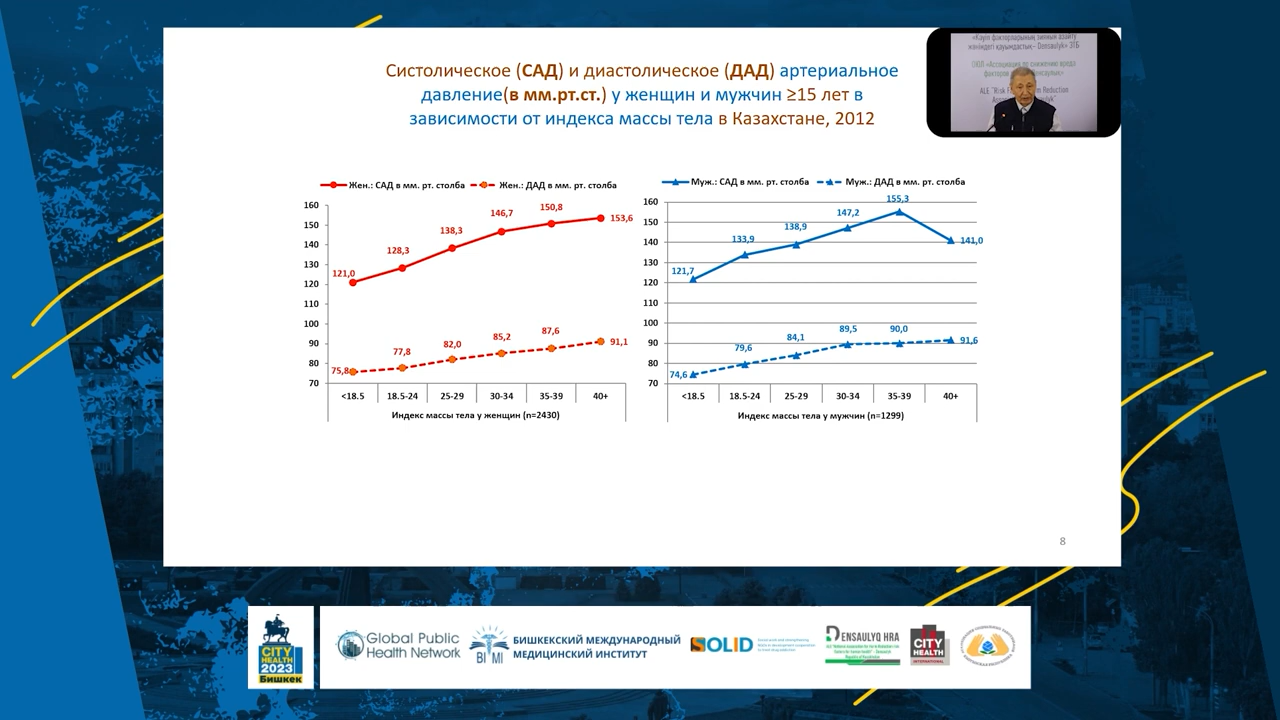 Систолическое (САД) и диастолическое (ДАД) артериальное
давление(в мм.рт.ст.) у женщин и мужчин ≥15 лет в
зависимости от индекса массы тела в Казахстане, 2012
Жен.: САД в мм. рт. столба
Жен.: ДАД в мм. рт. столба
160
150
140
130
120
110
100
90
80
70
121,0
128,3
138,3
146,7
150,8
153,6
75,8
77,8
82,0
85,2
87,6
91,1
<18.5
18.5-24
25-29
30-34
35-39
40+
Индекс массы тела у женщин (n=2430)
Муж.: САД в мм. рт. столба
Муж.: ДАД в мм. рт. столба
160
150
140
130
120
110
100
90
80
70
121,7
133,9
138,9
147,2
155,3
141,0
74,6
79,6
84,1
89,5
90,0
91,6
<18.5
18.5-24
25-29
30-34
35-39
40+
Индекс массы тела у мужчин (n=1299)
8
CITY
HEALTH
2023
Бишкек
Global Public
Health Network
BIMI
БИШКЕКСКИЙ МЕЖДУНАРОДНЫЙ
МЕДИЦИНСКИЙ ИНСТИТУТ
SOLID
DENSAULYQ HRA
CITY
HEALTH
INTERNATIONAL